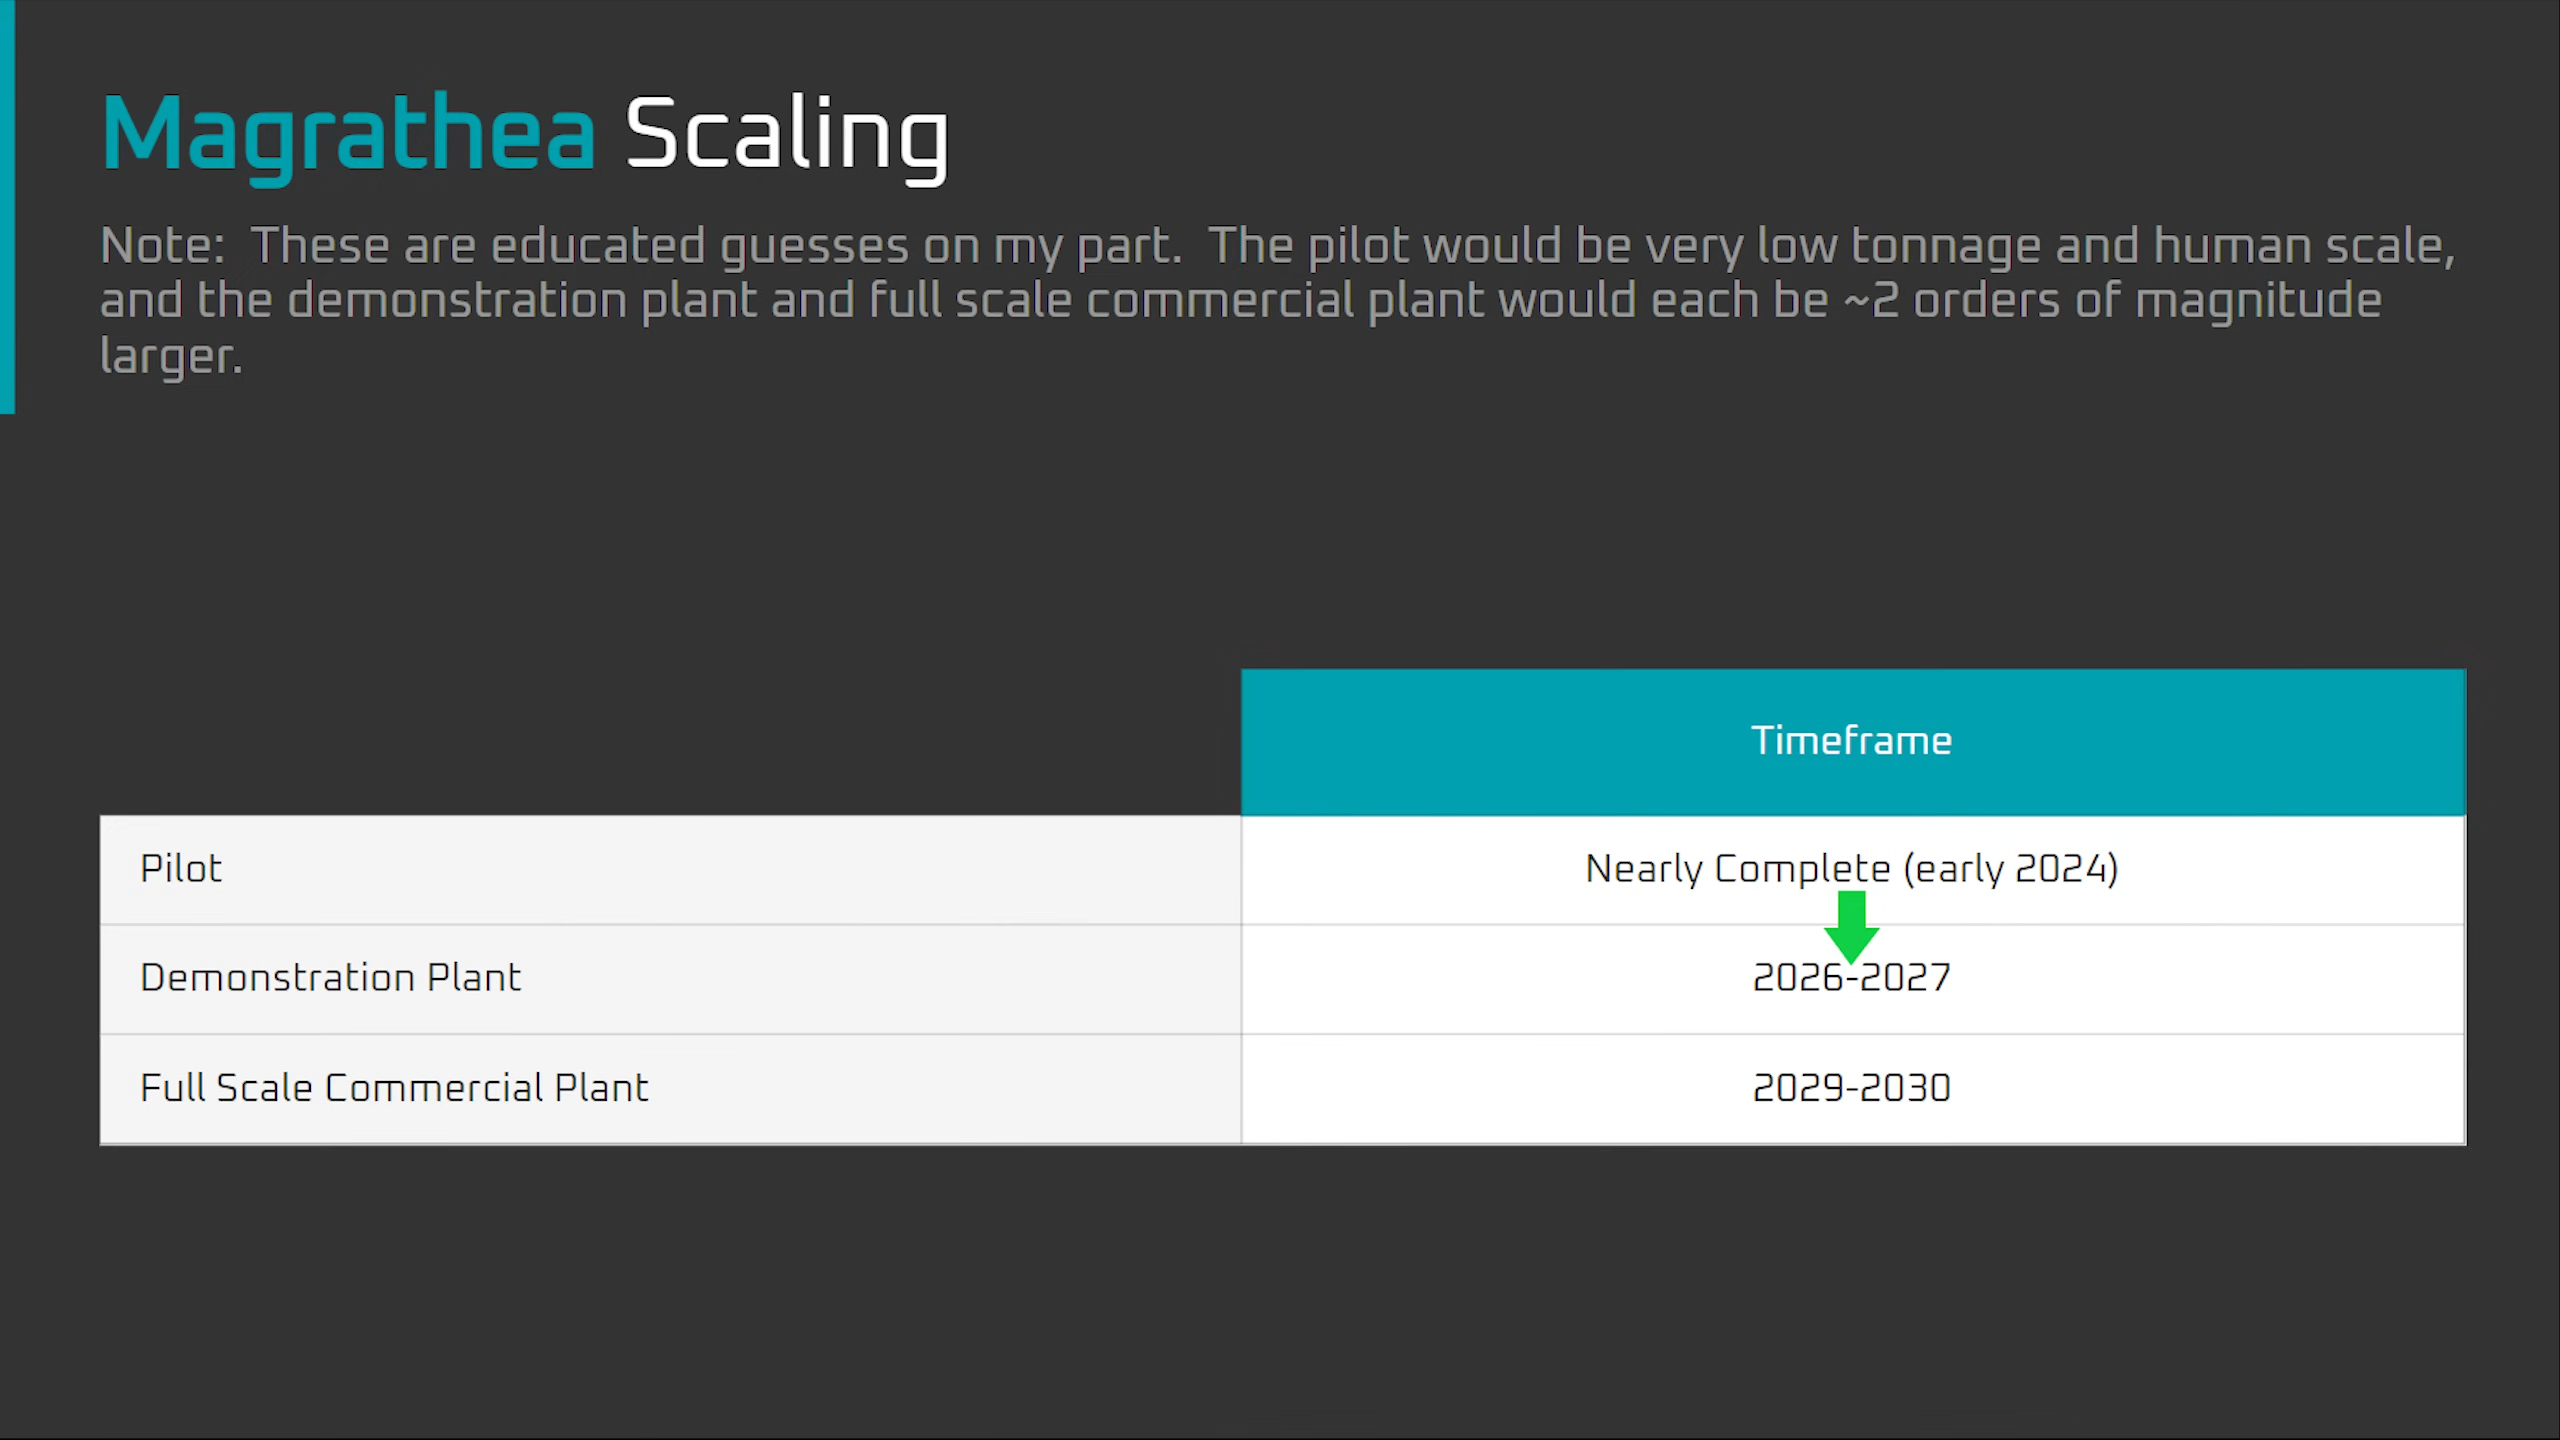 Magrathea Scaling
Note:  These are educated guesses on my part.  The pilot would be very low tonnage and human scale,
and the demonstration plant and full scale commercial plant would each be ~2 orders of magnitude
larger.
Timeframe
Pilot Nearly Complete (early 2024)
Demonstration Plant 2026-2027
Full Scale Commercial Plant 2029-2030